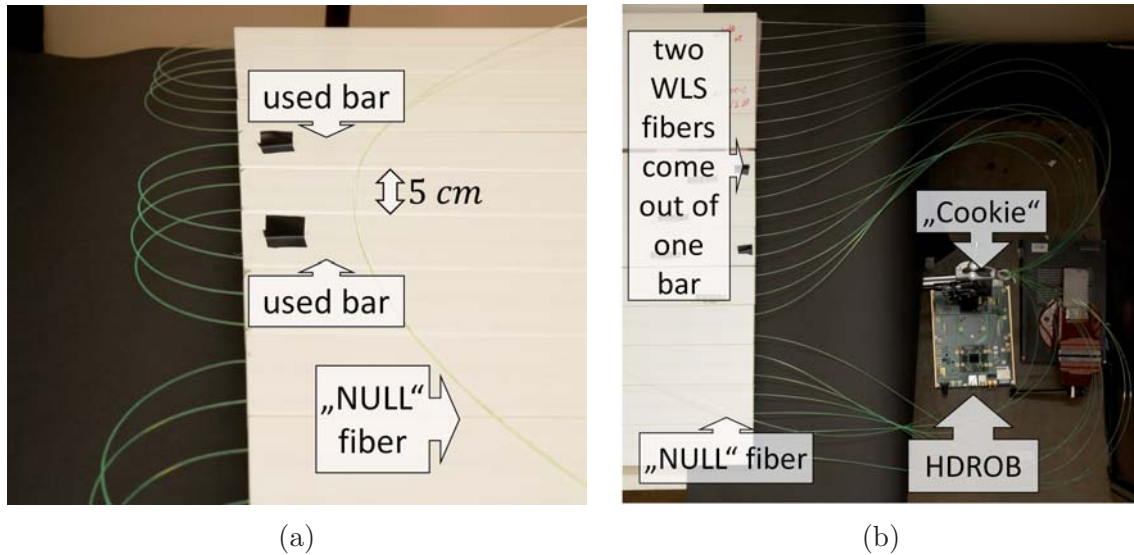 used bar
5 cm
used bar
„NULL“
fiber
(a)
two
WLS
fibers
come
out of
one
bar
„Cookie“
„NULL“ fiber
HDROB
(b)